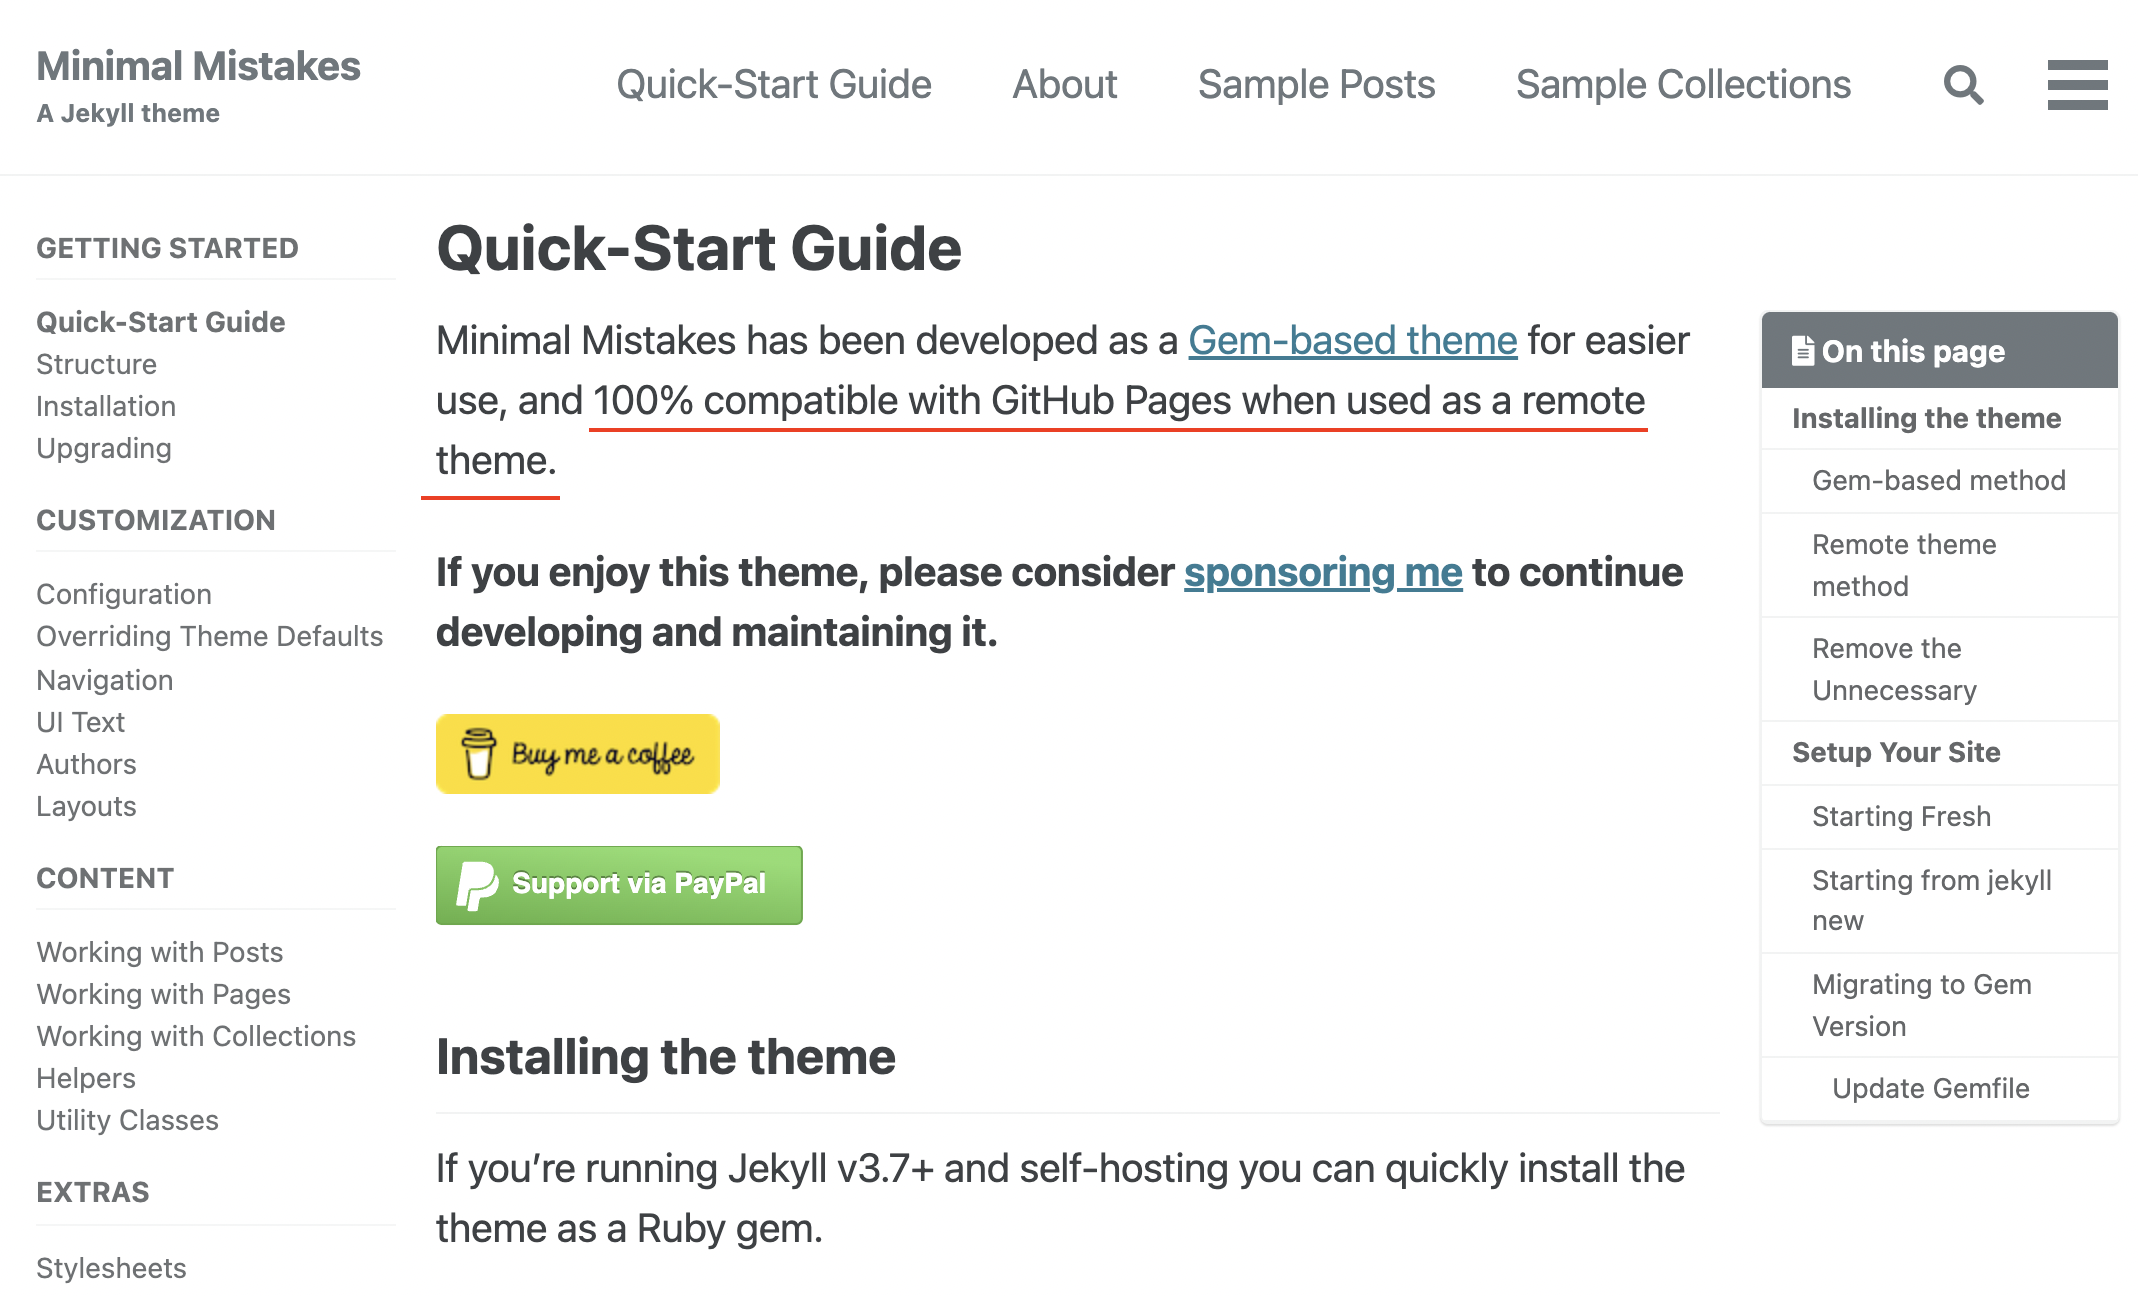 Minimal Mistakes
A Jekyll theme
Quick-Start Guide
About
Sample Posts
Sample Collections
GETTING STARTED
Quick-Start Guide
Structure
Installation
Upgrading
CUSTOMIZATION
Configuration
Overriding Theme Defaults
Navigation
UI Text
Authors
Layouts
CONTENT
Working with Posts
Working with Pages
Working with Collections
Helpers
Utility Classes
EXTRAS
Stylesheets
Quick-Start Guide
Minimal Mistakes has been developed as a Gem-based theme for easier
use, and 100% compatible with GitHub Pages when used as a remote
theme.
If you enjoy this theme, please consider sponsoring me to continue
developing and maintaining it.
Buy me a coffee
Support via PayPal
Installing the theme
If you’re running Jekyll v3.7+ and self-hosting you can quickly install the
theme as a Ruby gem.
On this page
Installing the theme
Gem-based method
Remote theme
method
Remove the
Unnecessary
Setup Your Site
Starting Fresh
Starting from jekyll
new
Migrating to Gem
Version
Update Gemfile